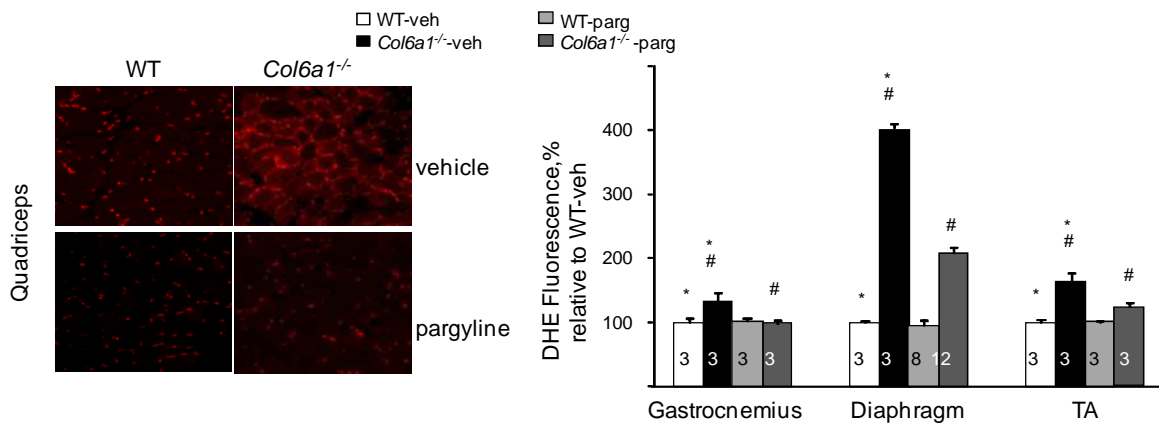 WT-veh
WT-parg
Col6a1-/--veh
Col6a1-/- -parg
WT
Col6a1-/-
vehicle
pargyline
Quadriceps
DHE Fluorescence,%
relative to WT-veh
400
300
200
100
* * # #
* * # #
* * # #
3 3 3 3
3 3 8 12
3 3 3 3
Gastrocnemius Diaphragm TA